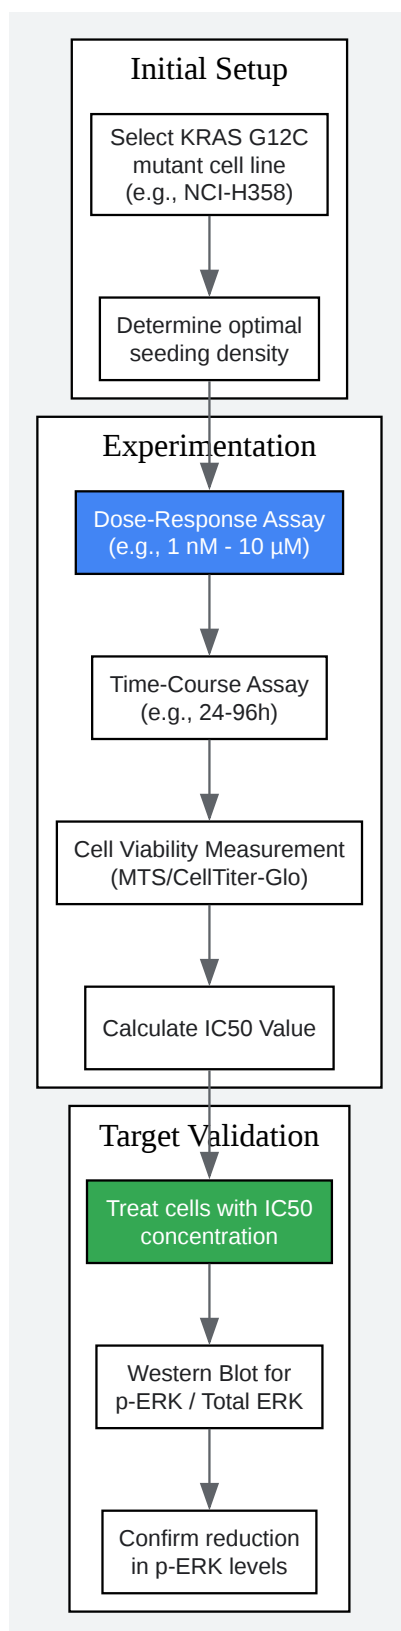 Initial Setup
Select KRAS G12C
mutant cell line
(e.g., NCI-H358)
Determine optimal
seeding density
Experimentation
Dose-Response Assay
(e.g., 1 nM - 10 µM)
Time-Course Assay
(e.g., 24-96h)
Cell Viability Measurement
(MTS/CellTiter-Glo)
Calculate IC50 Value
Target Validation
Treat cells with IC50
concentration
Western Blot for
p-ERK / Total ERK
Confirm reduction
in p-ERK levels